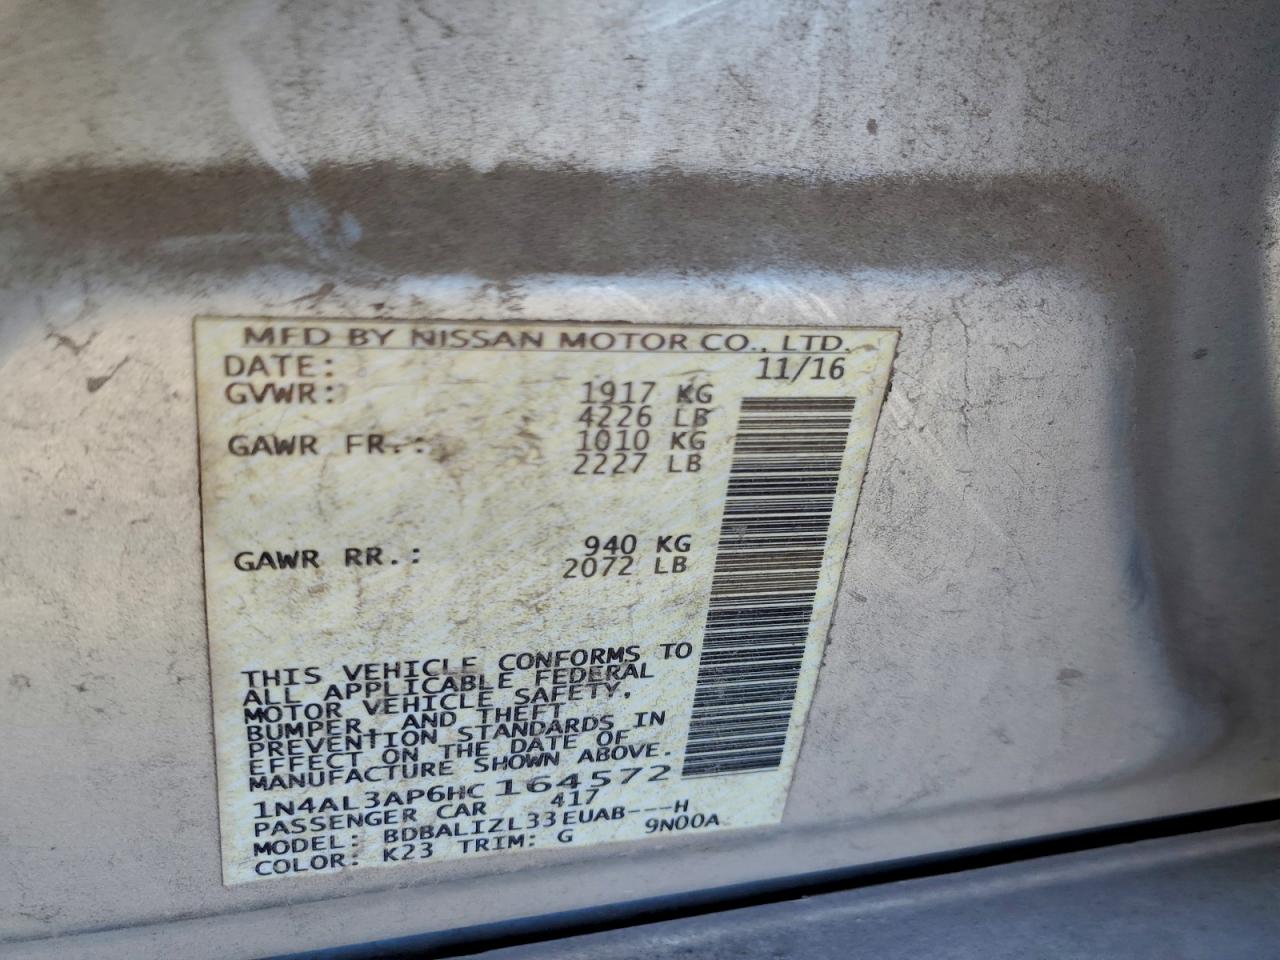 MFD BY NISSAN MOTOR CO., LTD.
DATE: 11/16
GVWR: 1917 KG
4226 LB
GAWR FR.: 1010 KG
2227 LB
GAWR RR.: 940 KG
2072 LB
THIS VEHICLE CONFORMS TO
ALL APPLICABLE FEDERAL
MOTOR VEHICLE SAFETY,
BUMPER, AND THEFT
PREVENTION STANDARDS IN
EFFECT ON THE DATE OF
MANUFACTURE SHOWN ABOVE.
1N4AL3AP6HC164572
PASSENGER CAR 417
MODEL: BDBALIZL33EUAB---H
COLOR: K23 TRIM: G 9N00A